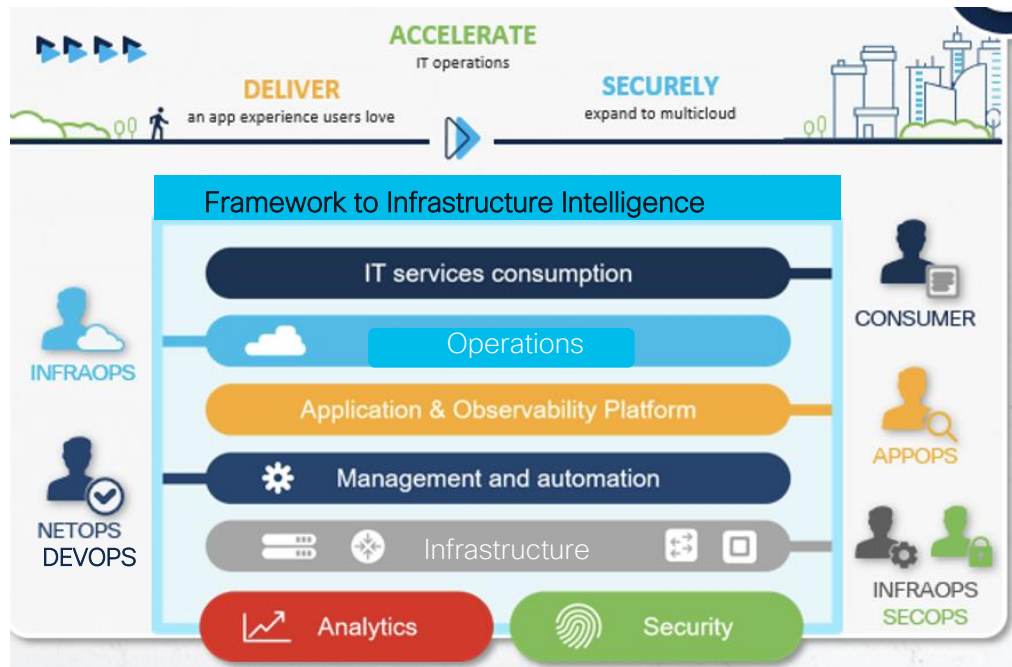 ACCELERATE
IT operations
DELIVER
an app experience users love
SECURELY
expand to multicloud
Framework to Infrastructure Intelligence
IT services consumption
CONSUMER
Operations
INFRAOPS
Application & Observability Platform
APPOPS
Management and automation
NETOPS
DEVOPS
Infrastructure
INFRAOPS
SECOPS
Analytics
Security